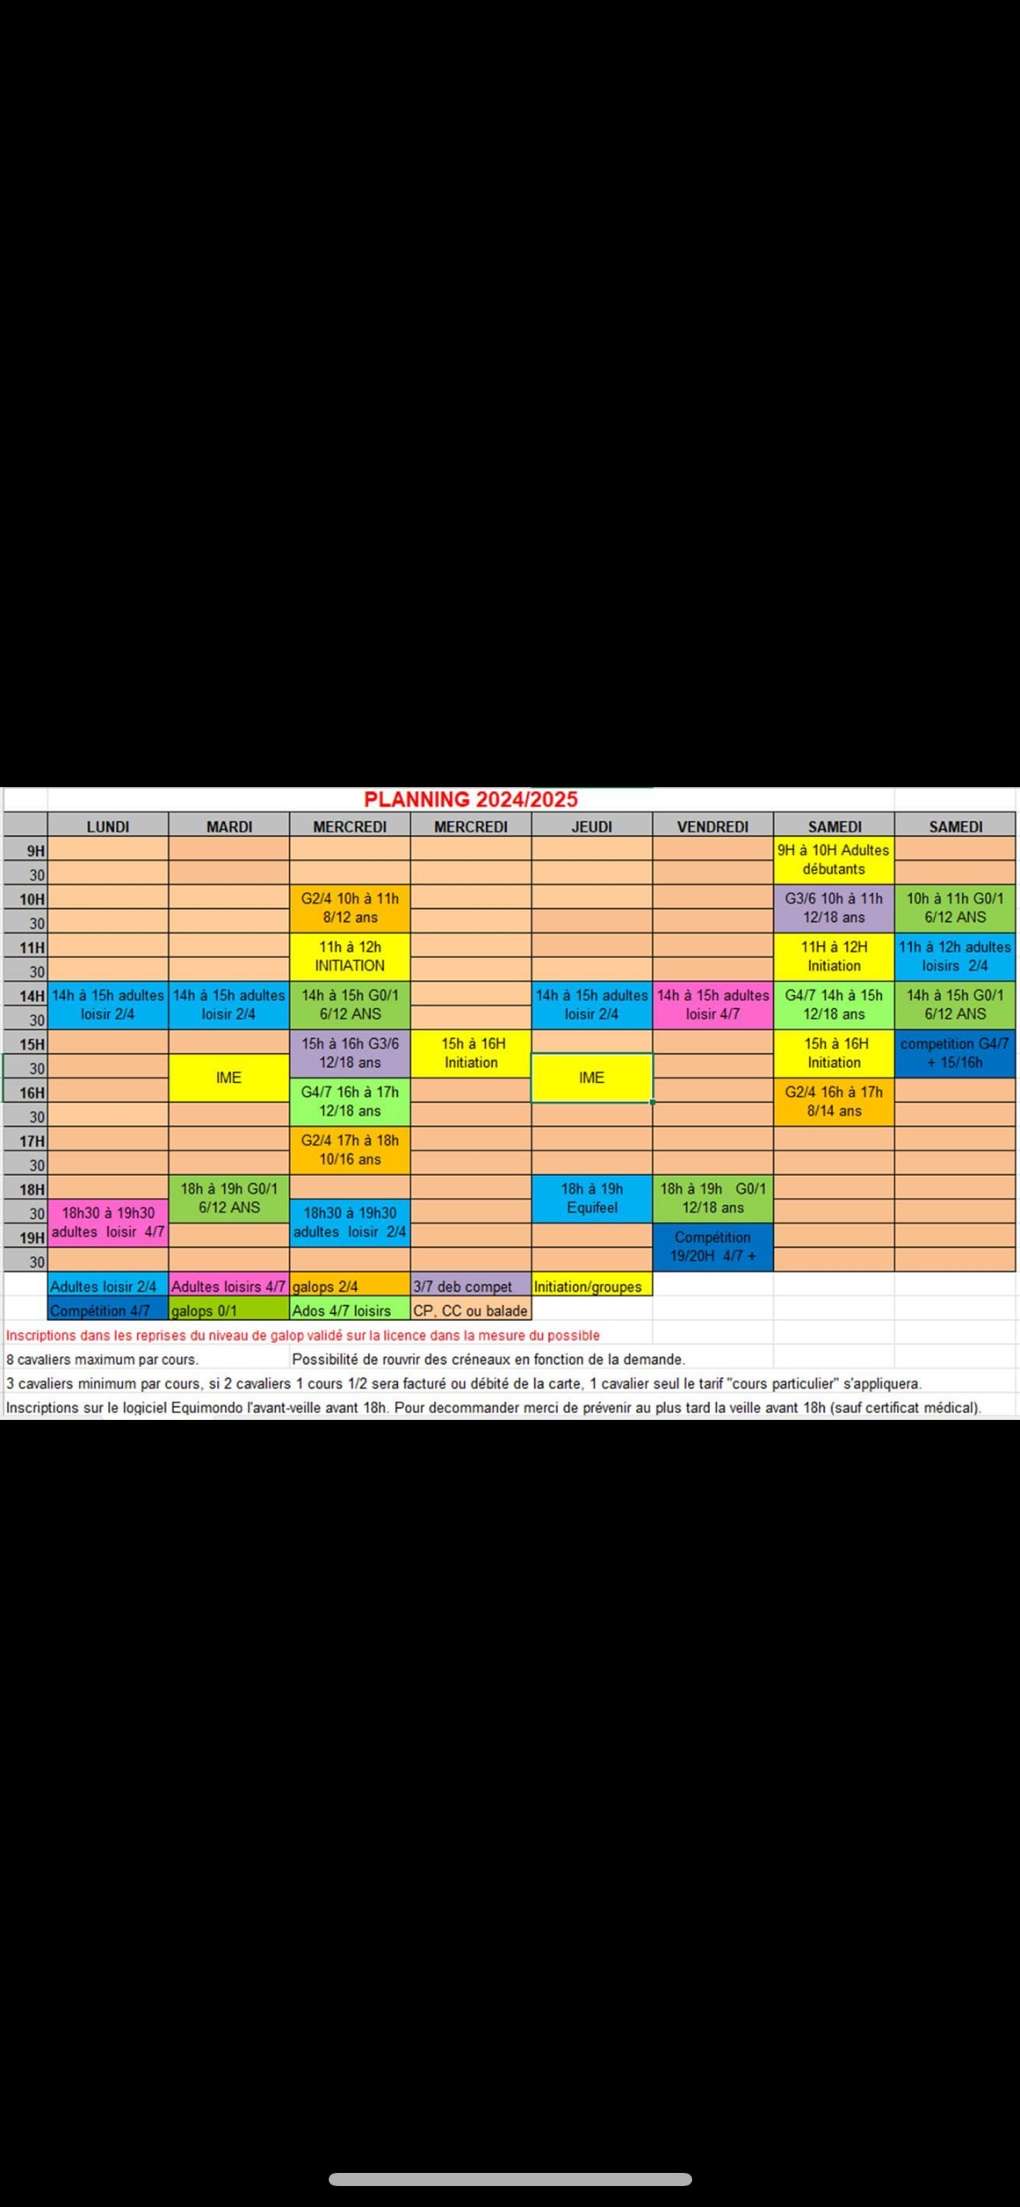 PLANNING 2024/2025
LUNDI MARDI MERCREDI MERCREDI JEUDI VENDREDI SAMEDI SAMEDI
9H 9H à 10H Adultes
30 débutants
10H G2/4 10h à 11h G3/6 10h à 11h 10h à 11h G0/1
30 8/12 ans 12/18 ans 6/12 ANS
11H 11h à 12h 11H à 12H 11h à 12h adultes
30 INITIATION Initiation loisirs 2/4
14H 14h à 15h adultes 14h à 15h adultes 14h à 15h G0/1 14h à 15h adultes 14h à 15h adultes G4/7 14h à 15h 14h à 15h G0/1
30 loisir 2/4 loisir 2/4 6/12 ANS loisir 2/4 loisir 4/7 12/18 ans 6/12 ANS
15H 15h à 16h G3/6 15h à 16H 15h à 16H competition G4/7
30 12/18 ans Initiation Initiation + 15/16h
IME IME
16H G4/7 16h à 17h G2/4 16h à 17h
30 12/18 ans 8/14 ans
17H G2/4 17h à 18h
30 10/16 ans
18H 18h à 19h G0/1 18h à 19h 18h à 19h G0/1
6/12 ANS Equifeel 12/18 ans
30 18h30 à 19h30 18h30 à 19h30
19H adultes loisir 4/7 adultes loisir 2/4 Compétition
30 19/20H 4/7 +
Adultes loisir 2/4 Adultes loisirs 4/7 galops 2/4 3/7 deb compet Initiation/groupes
Compétition 4/7 galops 0/1 Ados 4/7 loisirs CP, CC ou balade
Inscriptions dans les reprises du niveau de galop validé sur la licence dans la mesure du possible
8 cavaliers maximum par cours. Possibilité de rouvrir des créneaux en fonction de la demande.
3 cavaliers minimum par cours, si 2 cavaliers 1 cours 1/2 sera facturé ou débité de la carte, 1 cavalier seul le tarif "cours particulier" s'appliquera.
Inscriptions sur le logiciel Equimondo l'avant-veille avant 18h. Pour decommander merci de prévenir au plus tard la veille avant 18h (sauf certificat médical).